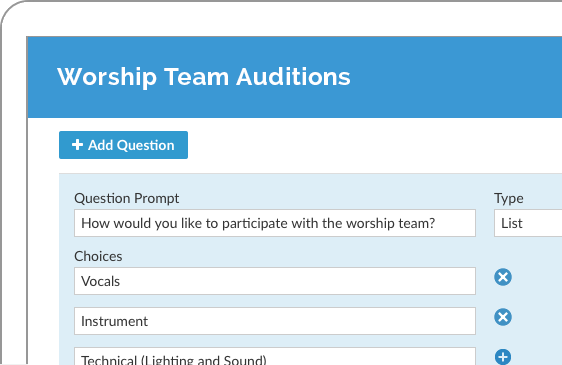 Worship Team Auditions
Add Question
Question Prompt
Type
How would you like to participate with the worship team?
List
Choices
Vocals
Instrument
Technical (Lighting and Sound)